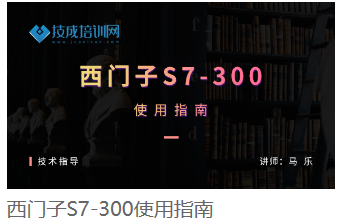 技成培训网
西门子S7-300
使用指南
技术指导
讲师：马 乐
西门子S7-300使用指南